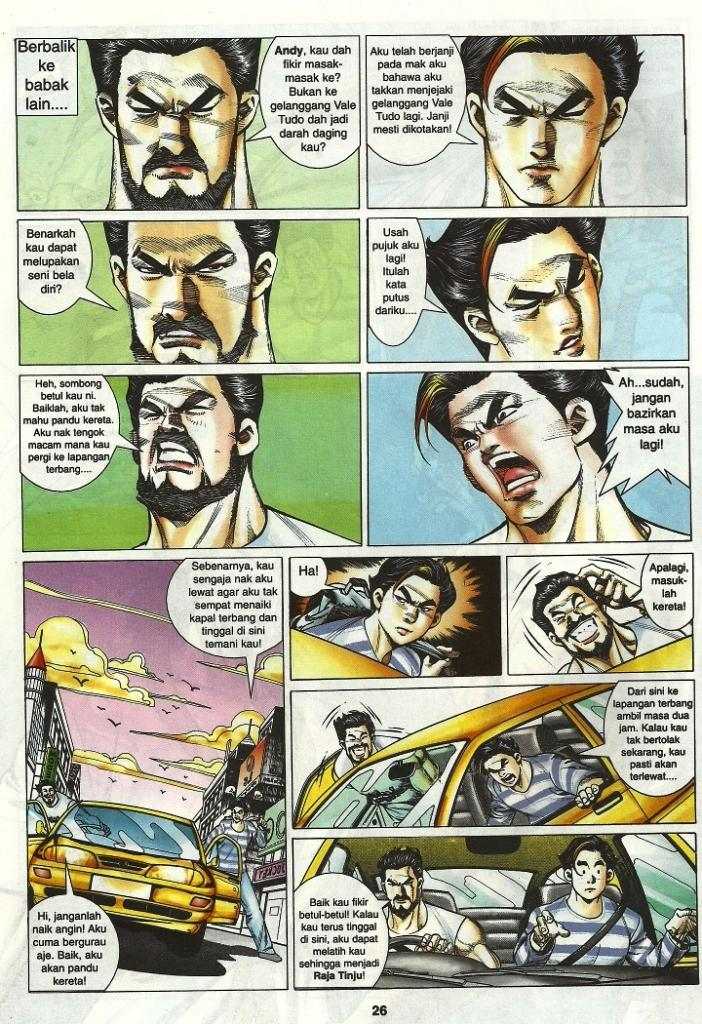 Berbalik
ke
babak
lain....
Andy, kau dah
fikir masak-
masak ke?
Bukan ke
gelanggang Vale
Tudo dah jadi
darah daging
kau?
Aku telah berjanji
pada mak aku
bahawa aku
takkan menjejaki
gelanggang Vale
Tudo lagi. Janji
mesti dikotakan!
Benarkah
kau dapat
melupakan
seni bela
diri?
Usah
pujuk aku
lagi!
Itulah
kata
putus
dariku....
Heh, sombong
betul kau ni.
Baiklah, aku tak
mahu pandu kereta.
Aku nak tengok
macam mana kau
pergi ke lapangan
terbang....
Ah...sudah,
jangan
bazirkan
masa aku
lagi!
Sebenarnya, kau
sengaja nak aku
lewat agar aku tak
sempat menaiki
kapal terbang dan
tinggal di sini
temani kau!
Hi, janganlah
naik angin! Aku
cuma bergurau
aje. Baik, aku
akan pandu
kereta!
Ha!
Apalagi,
masuk-
lah
kereta!
Dari sini ke
lapangan terbang
ambil masa dua
jam. Kalau kau
tak bertolak
sekarang, kau
pasti akan
terlewat....
Baik kau fikir
betul-betul! Kalau
kau terus tinggal
di sini, aku dapat
melatih kau
sehingga menjadi
Raja Tinju!
26